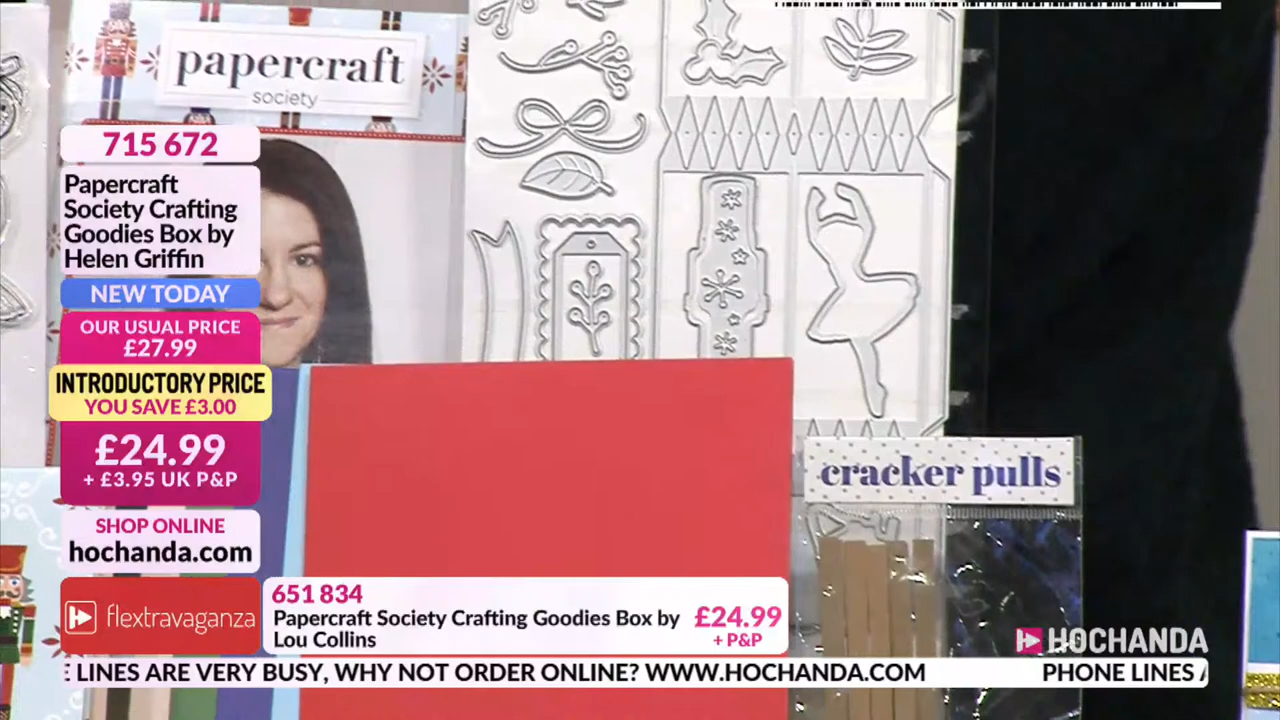 papercraft
society
715 672
Papercraft
Society Crafting
Goodies Box by
Helen Griffin
NEW TODAY
OUR USUAL PRICE
£27.99
INTRODUCTORY PRICE
YOU SAVE £3.00
£24.99
+ £3.95 UK P&P
SHOP ONLINE
hochanda.com
cracker pulls
flextravaganza
651 834
Papercraft Society Crafting Goodies Box by
Lou Collins
£24.99
+ P&P
HOCHANDA
LINES ARE VERY BUSY, WHY NOT ORDER ONLINE? WWW.HOCHANDA.COM PHONE LINES